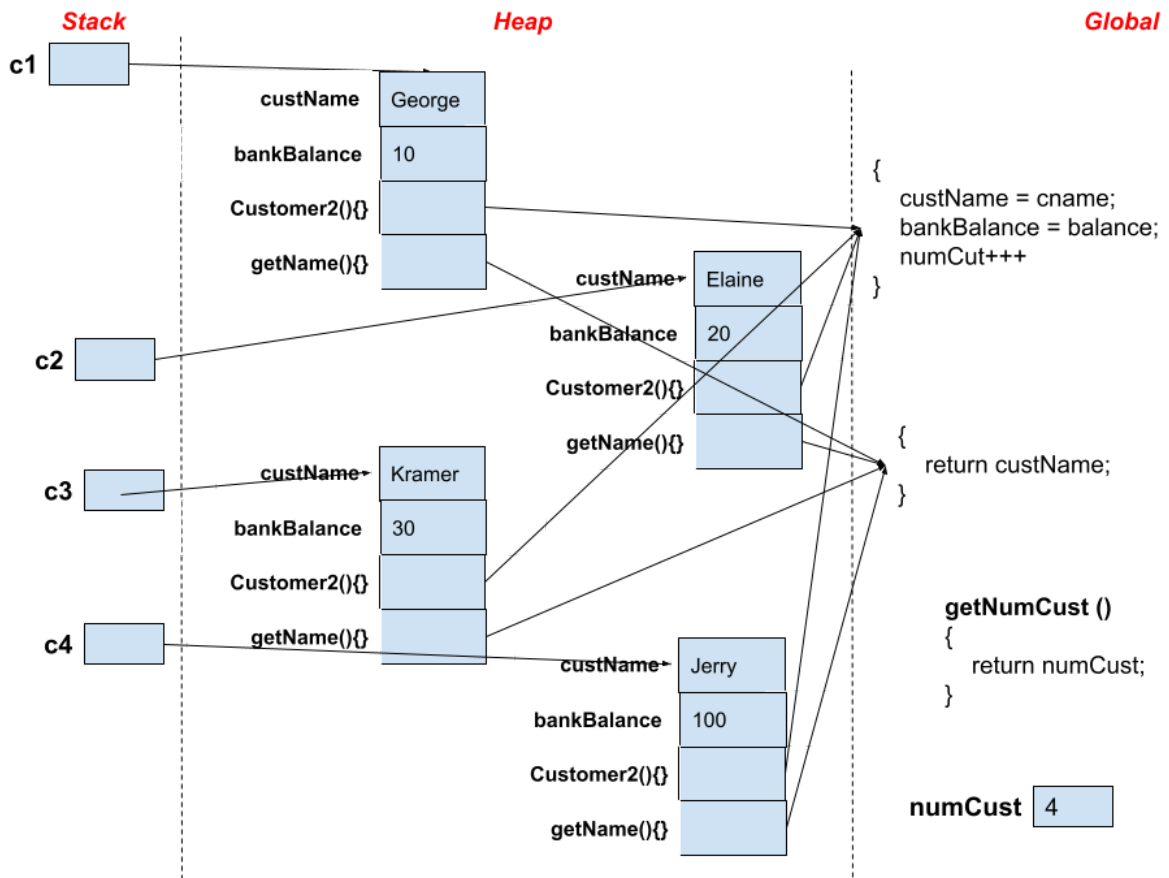 Stack
Heap
Global
c1
custName
George
bankBalance
10
Customer2(){}
getName(){}
{
custName = cname;
bankBalance = balance;
numCut+++
}
c2
custName
Elaine
bankBalance
20
Customer2(){}
getName(){}
{
return custName;
}
c3
custName
Kramer
bankBalance
30
Customer2(){}
getName(){}
c4
custName
Jerry
bankBalance
100
Customer2(){}
getName(){}
getNumCust ()
{
return numCust;
}
numCust
4